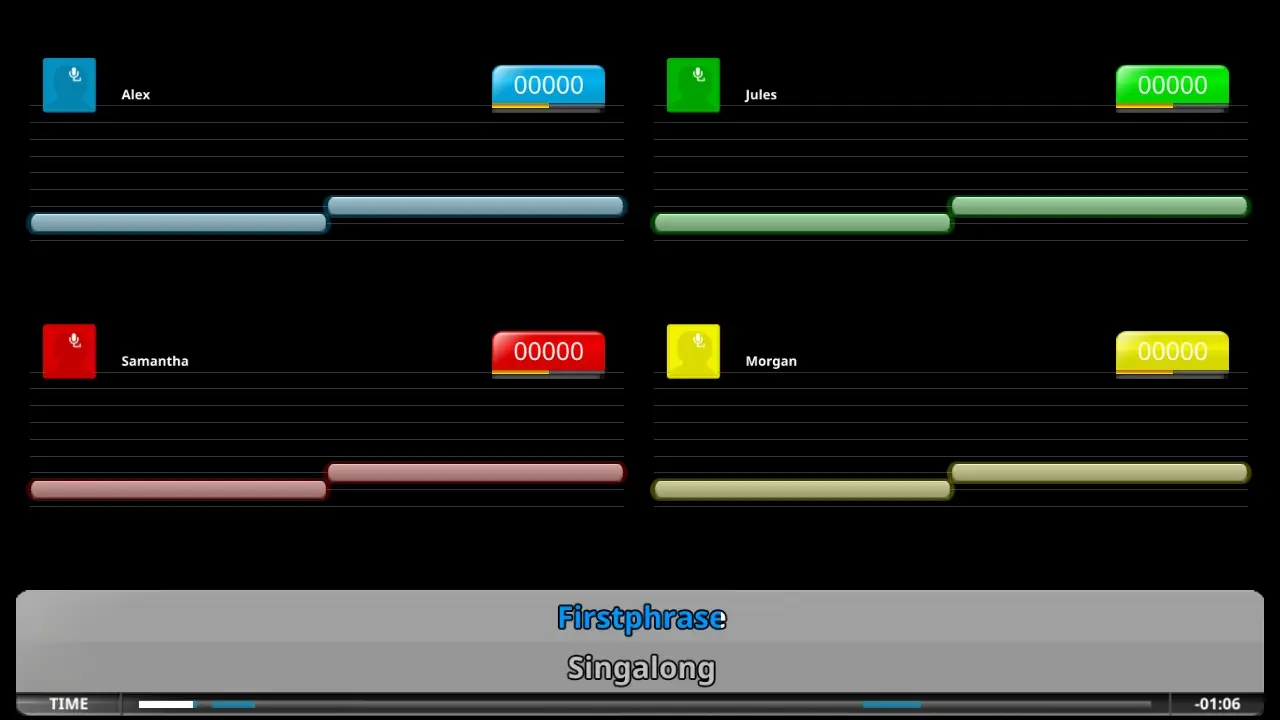 Alex
00000
Jules
00000
Samantha
00000
Morgan
00000
Firstphrase
Singalong
TIME
-01:06